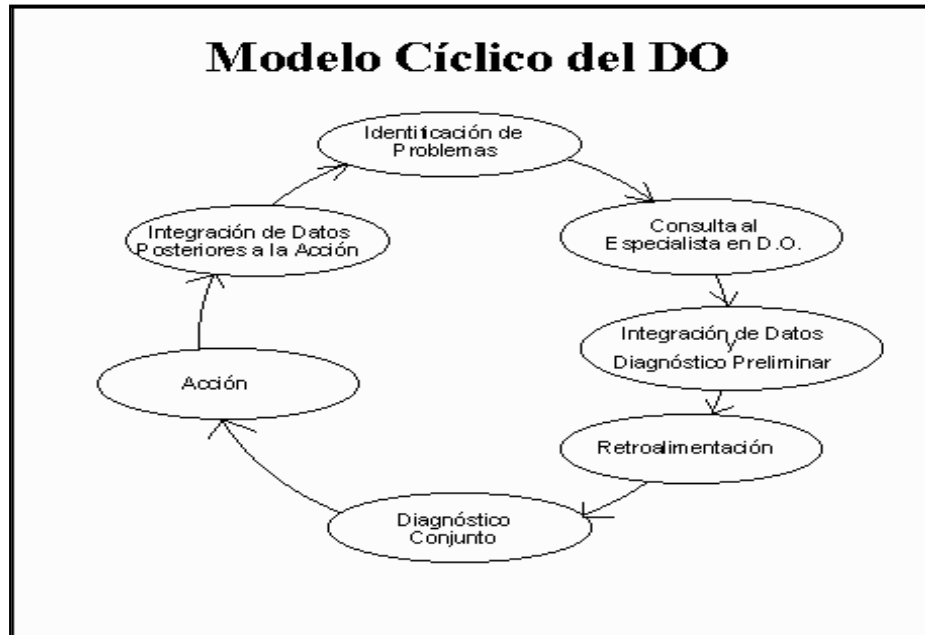 Modelo Cíclico del DO
Identificación de
Problemas
Consulta al
Especialista en D.O.
Integración de Datos
y
Diagnóstico Preliminar
Retroalimentación
Diagnóstico
Conjunto
Acción
Integración de Datos
Posteriores a la Acción